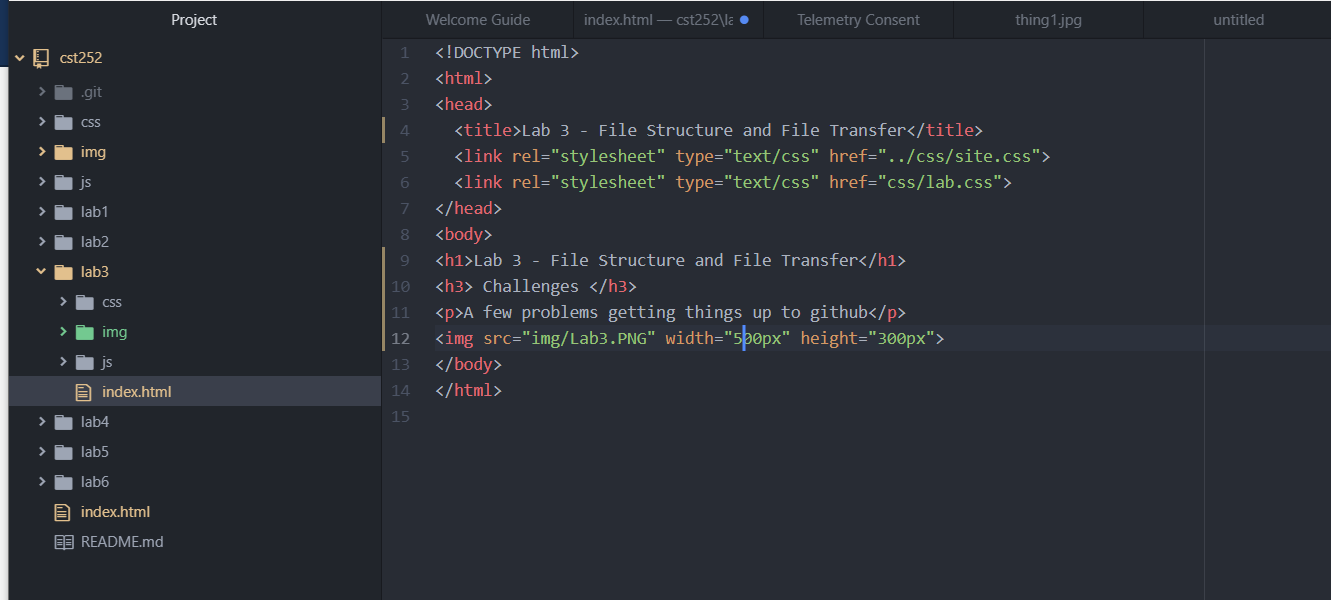 Project
cst252
.git
css
img
js
lab1
lab2
lab3
css
img
js
index.html
lab4
lab5
lab6
index.html
README.md
Welcome Guide
index.html — cst252\la
Telemetry Consent
thing1.jpg
untitled
1 <!DOCTYPE html>
2 <html>
3 <head>
4 <title>Lab 3 - File Structure and File Transfer</title>
5 <link rel="stylesheet" type="text/css" href="../css/site.css">
6 <link rel="stylesheet" type="text/css" href="css/lab.css">
7 </head>
8 <body>
9 <h1>Lab 3 - File Structure and File Transfer</h1>
10 <h3> Challenges </h3>
11 <p>A few problems getting things up to github</p>
12 <img src="img/Lab3.PNG" width="500px" height="300px">
13 </body>
14 </html>
15